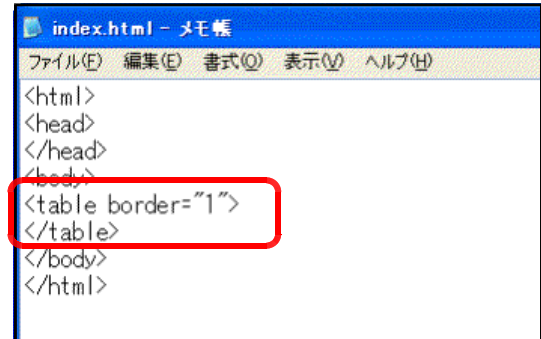 index.html - メモ帳
ファイル(F) 編集(E) 書式(O) 表示(V) ヘルプ(H)
<html>
<head>
</head>
<body>
<table border="1">
</table>
</body>
</html>